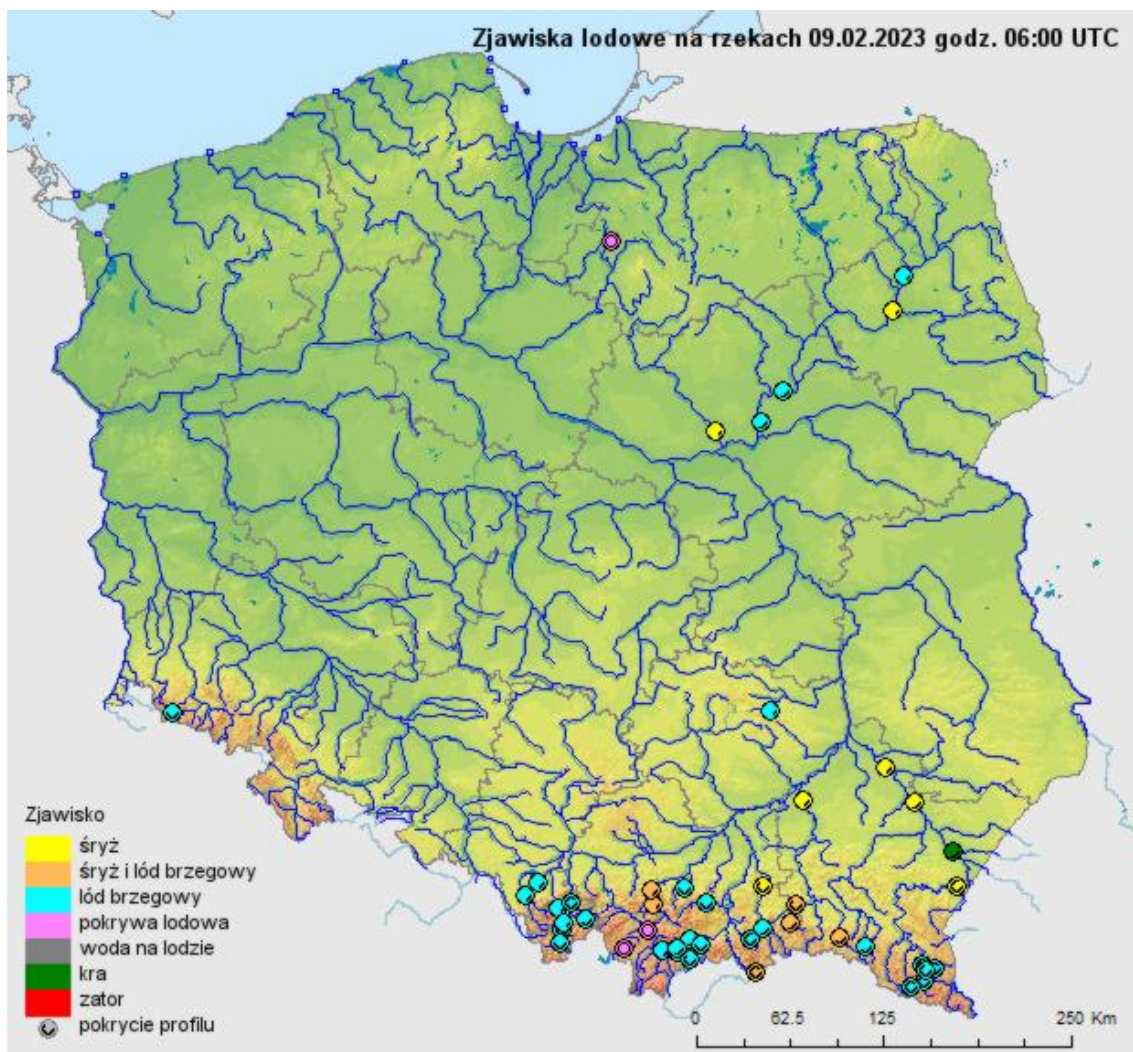 Zjawiska lodowe na rzekach 09.02.2023 godz. 06:00 UTC
Zjawisko
śryż
śryż i lód brzegowy
lód brzegowy
pokrywa lodowa
woda na lodzie
kra
zator
pokrycie profilu
0 62.5 125 250 Km